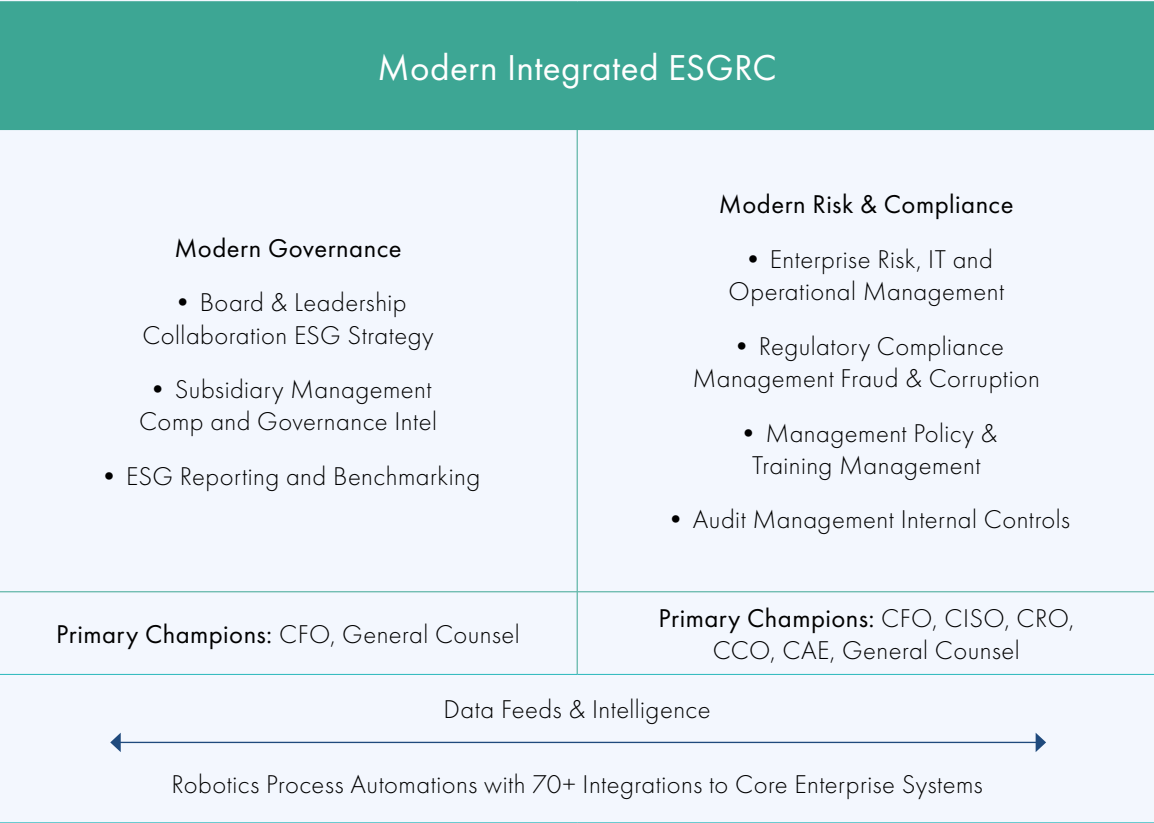 Modern Integrated ESGRC
Modern Governance
• Board & Leadership
Collaboration ESG Strategy
• Subsidiary Management
Comp and Governance Intel
• ESG Reporting and Benchmarking
Modern Risk & Compliance
• Enterprise Risk, IT and
Operational Management
• Regulatory Compliance
Management Fraud & Corruption
• Management Policy &
Training Management
• Audit Management Internal Controls
Primary Champions: CFO, General Counsel
Primary Champions: CFO, CISO, CRO,
CCO, CAE, General Counsel
Data Feeds & Intelligence
Robotics Process Automations with 70+ Integrations to Core Enterprise Systems